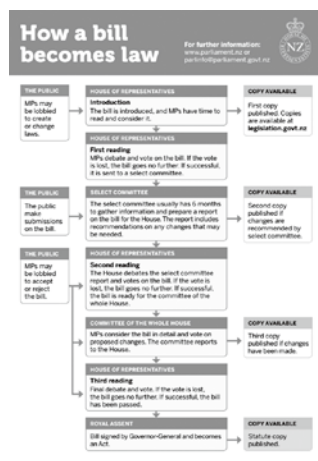 How a bill
becomes law
For further information:
www.parliament.nz or
parlinfo@parliament.govt.nz
NZ
THE PUBLIC
MPs may
be lobbied
to create
or change
laws.
HOUSE OF REPRESENTATIVES
Introduction
The bill is introduced, and MPs have time to
read and consider it.
COPY AVAILABLE
First copy
published. Copies
are available at
legislation.govt.nz
HOUSE OF REPRESENTATIVES
First reading
MPs debate and vote on the bill. If the vote
is lost, the bill goes no further. If successful,
it is sent to a select committee.
THE PUBLIC
The public
make
submissions
on the bill.
SELECT COMMITTEE
The select committee usually has 6 months
to gather information and prepare a report
on the bill for the House. The report includes
recommendations on any changes that may
be needed.
COPY AVAILABLE
Second copy
published if
changes are
recommended by
select committee.
THE PUBLIC
MPs may
be lobbied
to accept
or reject
the bill.
HOUSE OF REPRESENTATIVES
Second reading
The House debates the select committee
report and votes on the bill. If the vote is
lost, the bill goes no further. If successful,
the bill is ready for the committee of the
whole House.
COMMITTEE OF THE WHOLE HOUSE
MPs consider the bill in detail and vote on
proposed changes. The committee reports
to the House.
COPY AVAILABLE
Third copy
published if changes
have been made.
HOUSE OF REPRESENTATIVES
Third reading
Final debate and vote. If the vote is lost,
the bill goes no further. If successful, the bill
has been passed.
ROYAL ASSENT
Bill signed by Governor-General and becomes
an Act.
COPY AVAILABLE
Statute copy
published.